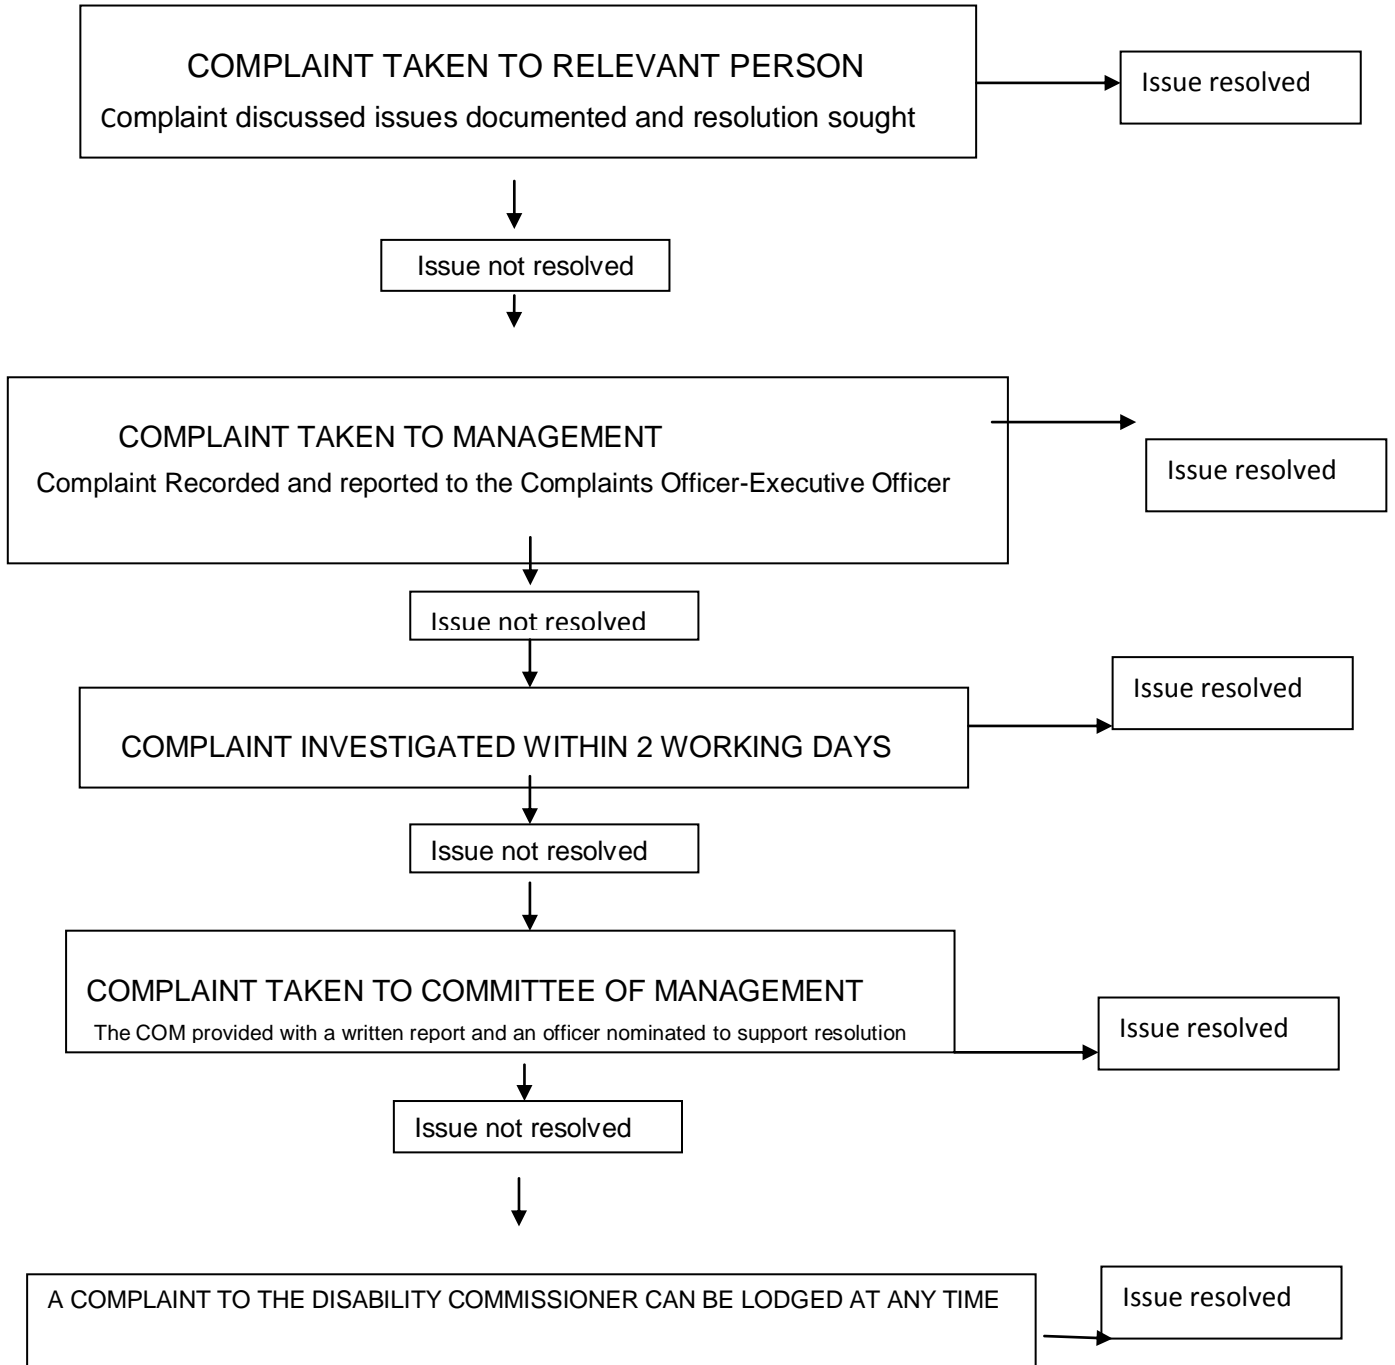 COMPLAINT TAKEN TO RELEVANT PERSON
Complaint discussed issues documented and resolution sought
Issue resolved
Issue not resolved
COMPLAINT TAKEN TO MANAGEMENT
Complaint Recorded and reported to the Complaints Officer-Executive Officer
Issue resolved
Issue not resolved
Issue resolved
COMPLAINT INVESTIGATED WITHIN 2 WORKING DAYS
Issue not resolved
COMPLAINT TAKEN TO COMMITTEE OF MANAGEMENT
The COM provided with a written report and an officer nominated to support resolution
Issue resolved
Issue not resolved
A COMPLAINT TO THE DISABILITY COMMISSIONER CAN BE LODGED AT ANY TIME
Issue resolved